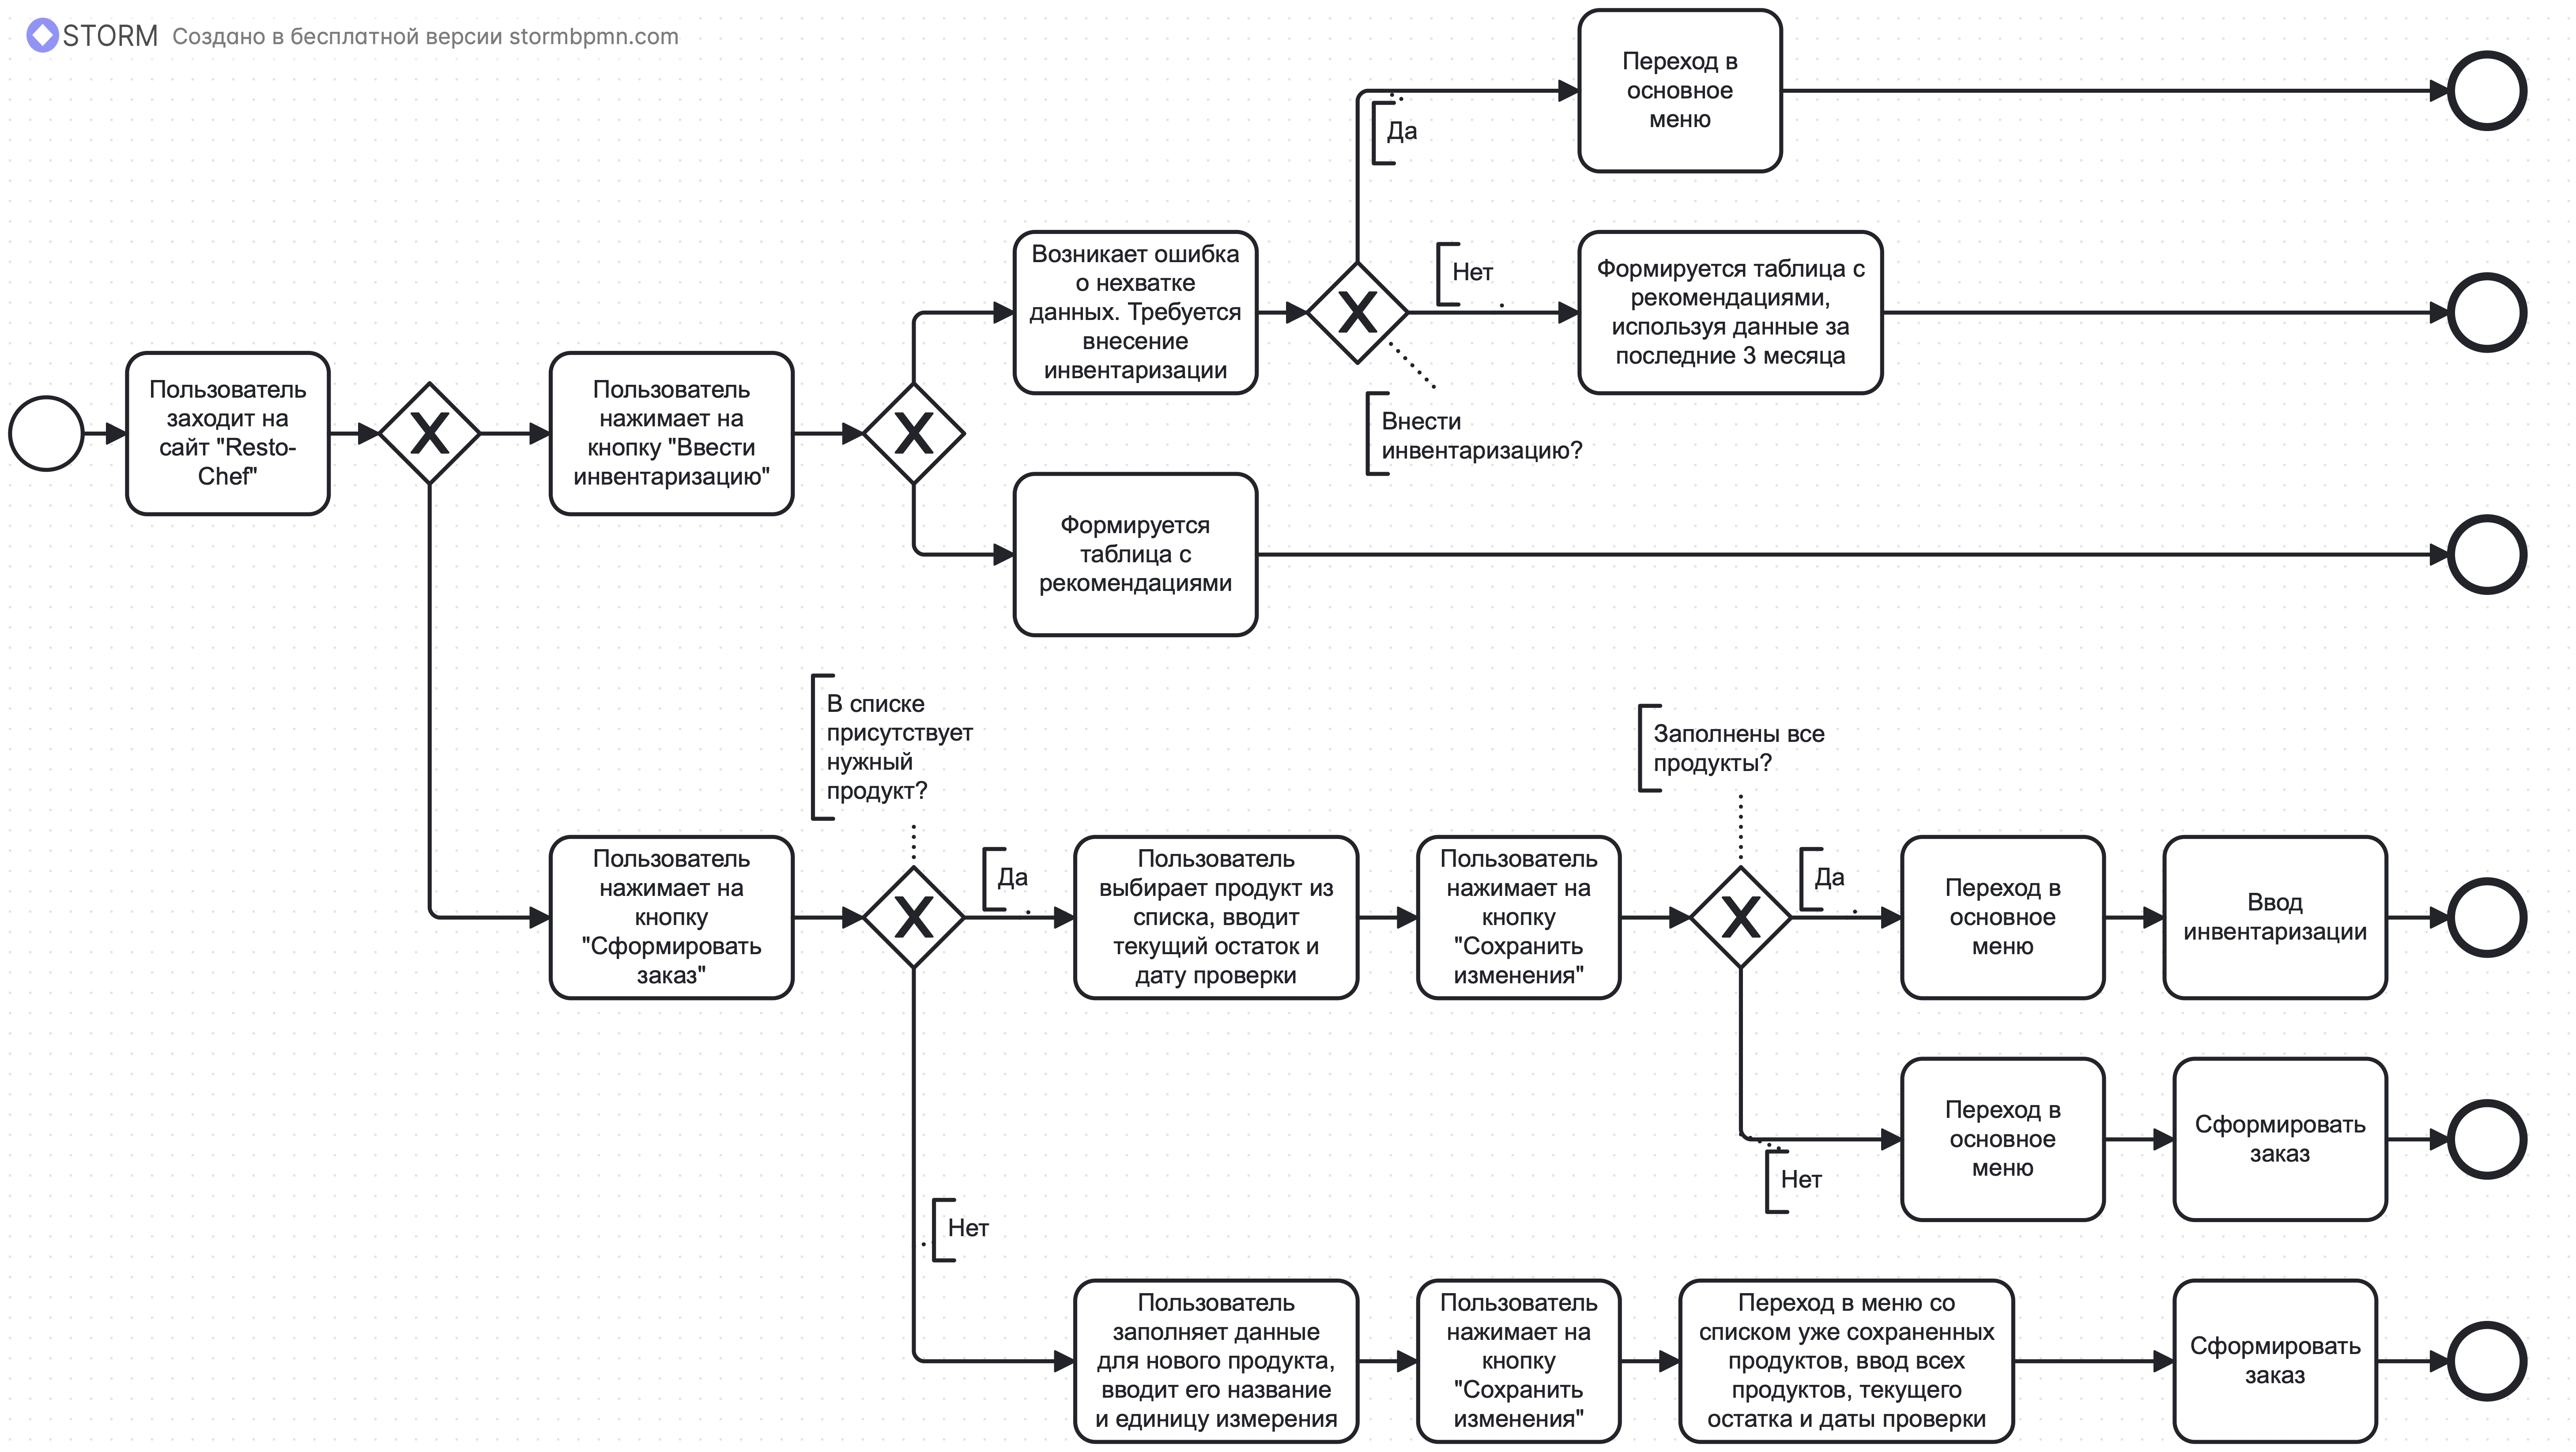 STORM Создано в бесплатной версии stormbpmn.com
Переход в
основное
меню
Да
Возникает ошибка
о нехватке
данных. Требуется
внесение
инвентаризации
Нет
Формируется таблица с
рекомендациями,
используя данные за
последние 3 месяца
Внести
инвентаризацию?
Пользователь
заходит на
сайт "Resto-
Chef"
Пользователь
нажимает на
кнопку "Ввести
инвентаризацию"
Формируется
таблица с
рекомендациями
В списке
присутствует
нужный
продукт?
Заполнены все
продукты?
Пользователь
нажимает на
кнопку
"Сформировать
заказ"
Да
Пользователь
выбирает продукт из
списка, вводит
текущий остаток и
дату проверки
Пользователь
нажимает на
кнопку
"Сохранить
изменения"
Да
Переход в
основное
меню
Ввод
инвентаризации
Нет
Переход в
основное
меню
Сформировать
заказ
Нет
Пользователь
заполняет данные
для нового продукта,
вводит его название
и единицу измерения
Пользователь
нажимает на
кнопку
"Сохранить
изменения"
Переход в меню со
списком уже сохраненных
продуктов, ввод всех
продуктов, текущего
остатка и даты проверки
Сформировать
заказ